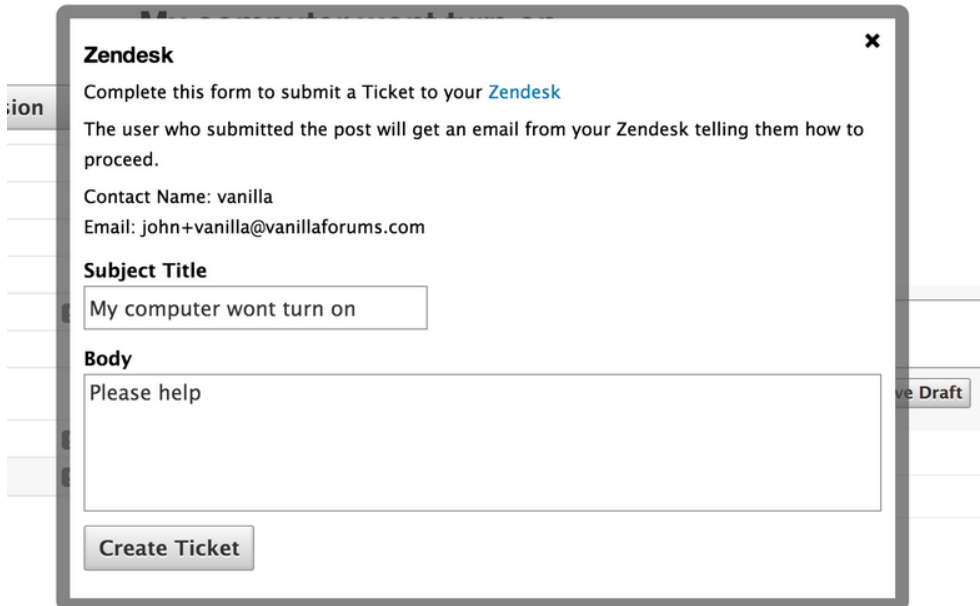 Zendesk
Complete this form to submit a Ticket to your Zendesk
The user who submitted the post will get an email from your Zendesk telling them how to
proceed.
Contact Name: vanilla
Email: john+vanilla@vanillaforums.com
Subject Title
My computer wont turn on
Body
Please help
Create Ticket